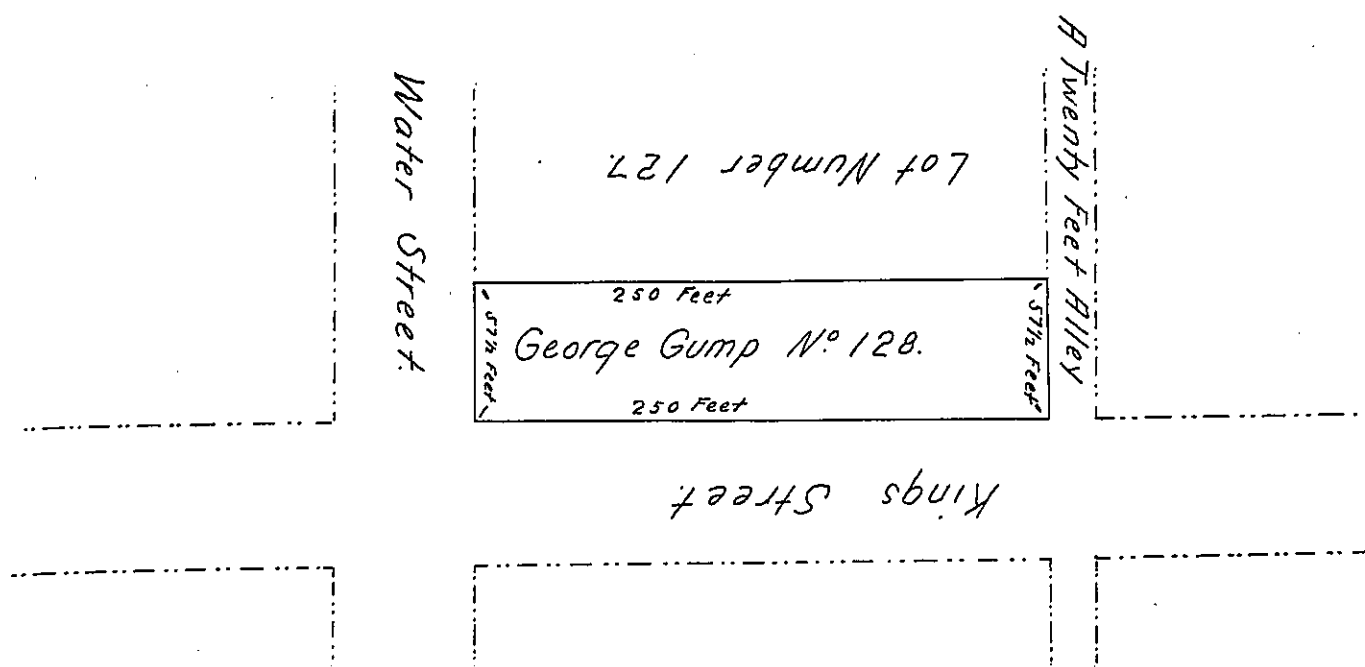 Water Street.
Lot Number 127.
A Twenty Feet Alley
250 Feet
57½ Feet
George Gump Nº 128.
57½ Feet
250 Feet
Kings Street